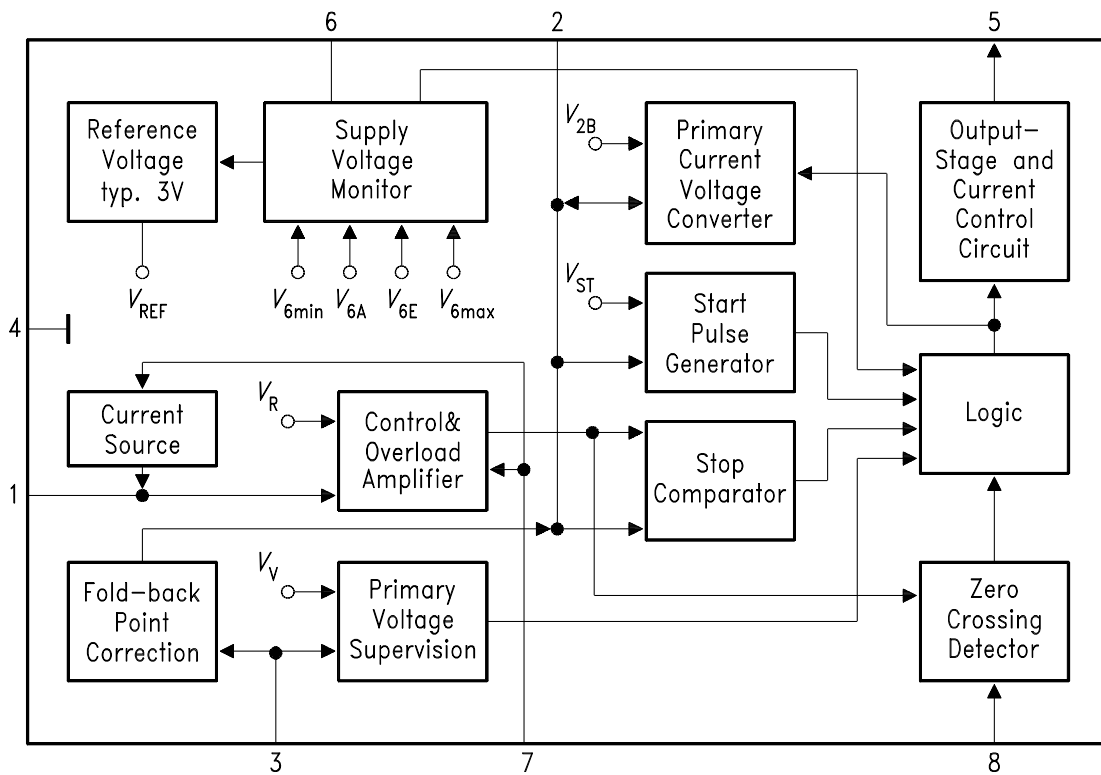 6
2
5
Reference
Voltage
typ. 3V
Supply
Voltage
Monitor
V2B
Primary
Current
Voltage
Converter
Output-
Stage and
Current
Control
Circuit
VREF
V6min
V6A
V6E
V6max
VST
Start
Pulse
Generator
4
Current
Source
VR
Control&
Overload
Amplifier
Stop
Comparator
Logic
1
Fold-back
Point
Correction
VV
Primary
Voltage
Supervision
Zero
Crossing
Detector
3
7
8